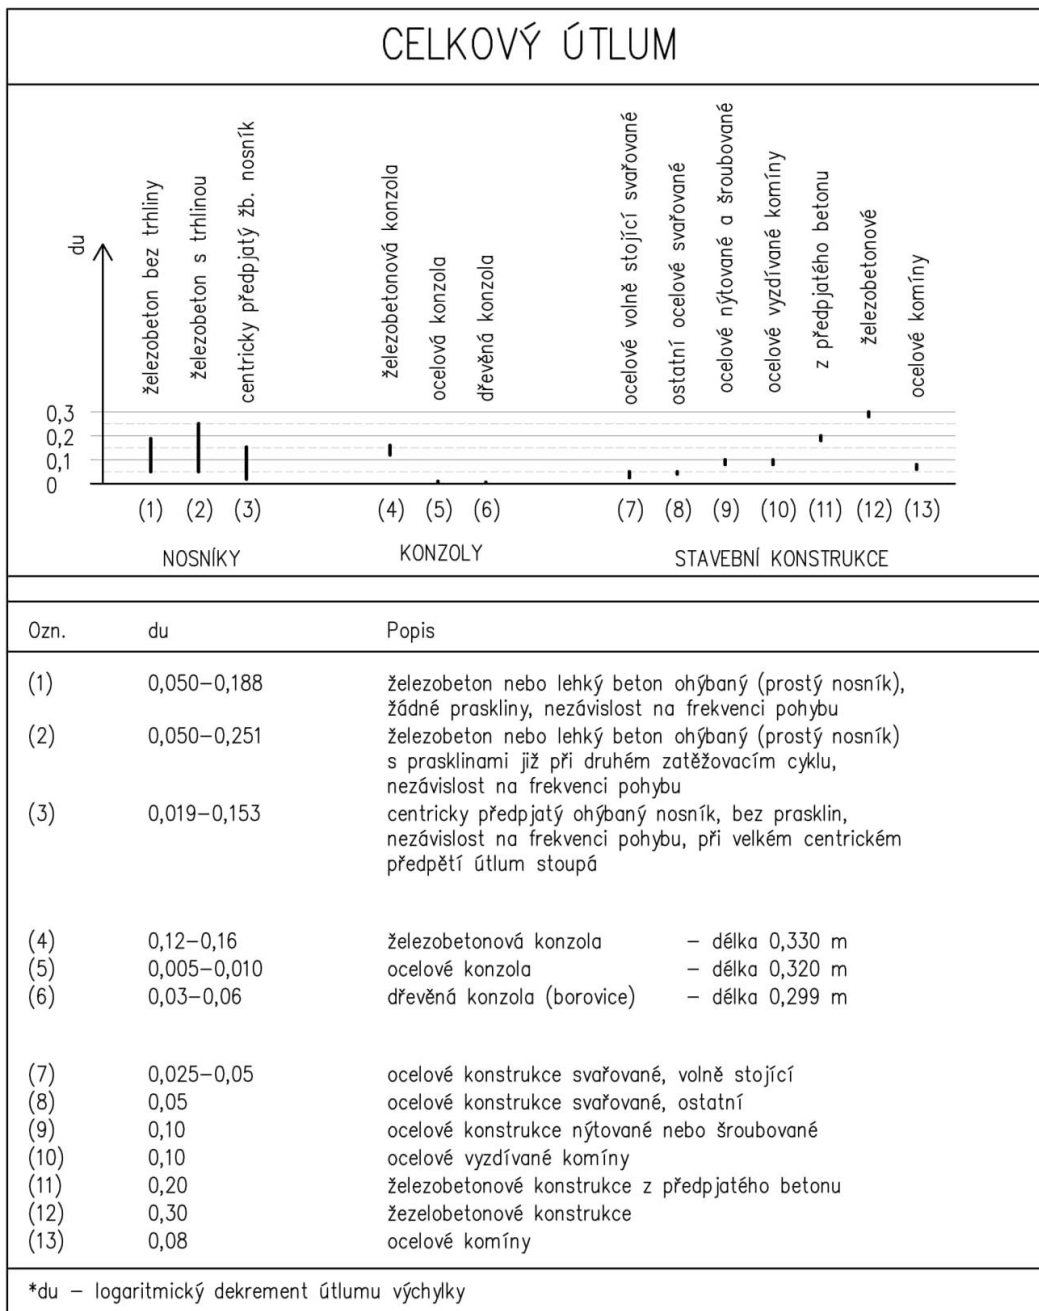 CELKOVÝ ÚTLUM
du
železobeton bez trhliny
železobeton s trhlinou
centricky předpjatý žb. nosník
železobetonová konzola
ocelová konzola
dřevěná konzola
ocelové volně stojící svařované
ostatní ocelové svařované
ocelové nýtované a šroubované
ocelové vyzdívané komíny
z předpjatého betonu
železobetonové
ocelové komíny
0,3
0,2
0,1
0
(1) (2) (3) (4) (5) (6) (7) (8) (9) (10) (11) (12) (13)
NOSNÍKY KONZOLY STAVEBNÍ KONSTRUKCE
Ozn. du Popis
(1) 0,050–0,188 železobeton nebo lehký beton ohýbaný (prostý nosník),
žádné praskliny, nezávislost na frekvenci pohybu
(2) 0,050–0,251 železobeton nebo lehký beton ohýbaný (prostý nosník)
s prasklinami již při druhém zatěžovacím cyklu,
nezávislost na frekvenci pohybu
(3) 0,019–0,153 centricky předpjatý ohýbaný nosník, bez prasklin,
nezávislost na frekvenci pohybu, při velkém centrickém
předpětí útlum stoupá
(4) 0,12–0,16 železobetonová konzola – délka 0,330 m
(5) 0,005–0,010 ocelové konzola – délka 0,320 m
(6) 0,03–0,06 dřevěná konzola (borovice) – délka 0,299 m
(7) 0,025–0,05 ocelové konstrukce svařované, volně stojící
(8) 0,05 ocelové konstrukce svařované, ostatní
(9) 0,10 ocelové konstrukce nýtované nebo šroubované
(10) 0,10 ocelové vyzdívané komíny
(11) 0,20 železobetonové konstrukce z předpjatého betonu
(12) 0,30 žezelobetonové konstrukce
(13) 0,08 ocelové komíny
*du – logaritmický dekrement útlumu výchylky